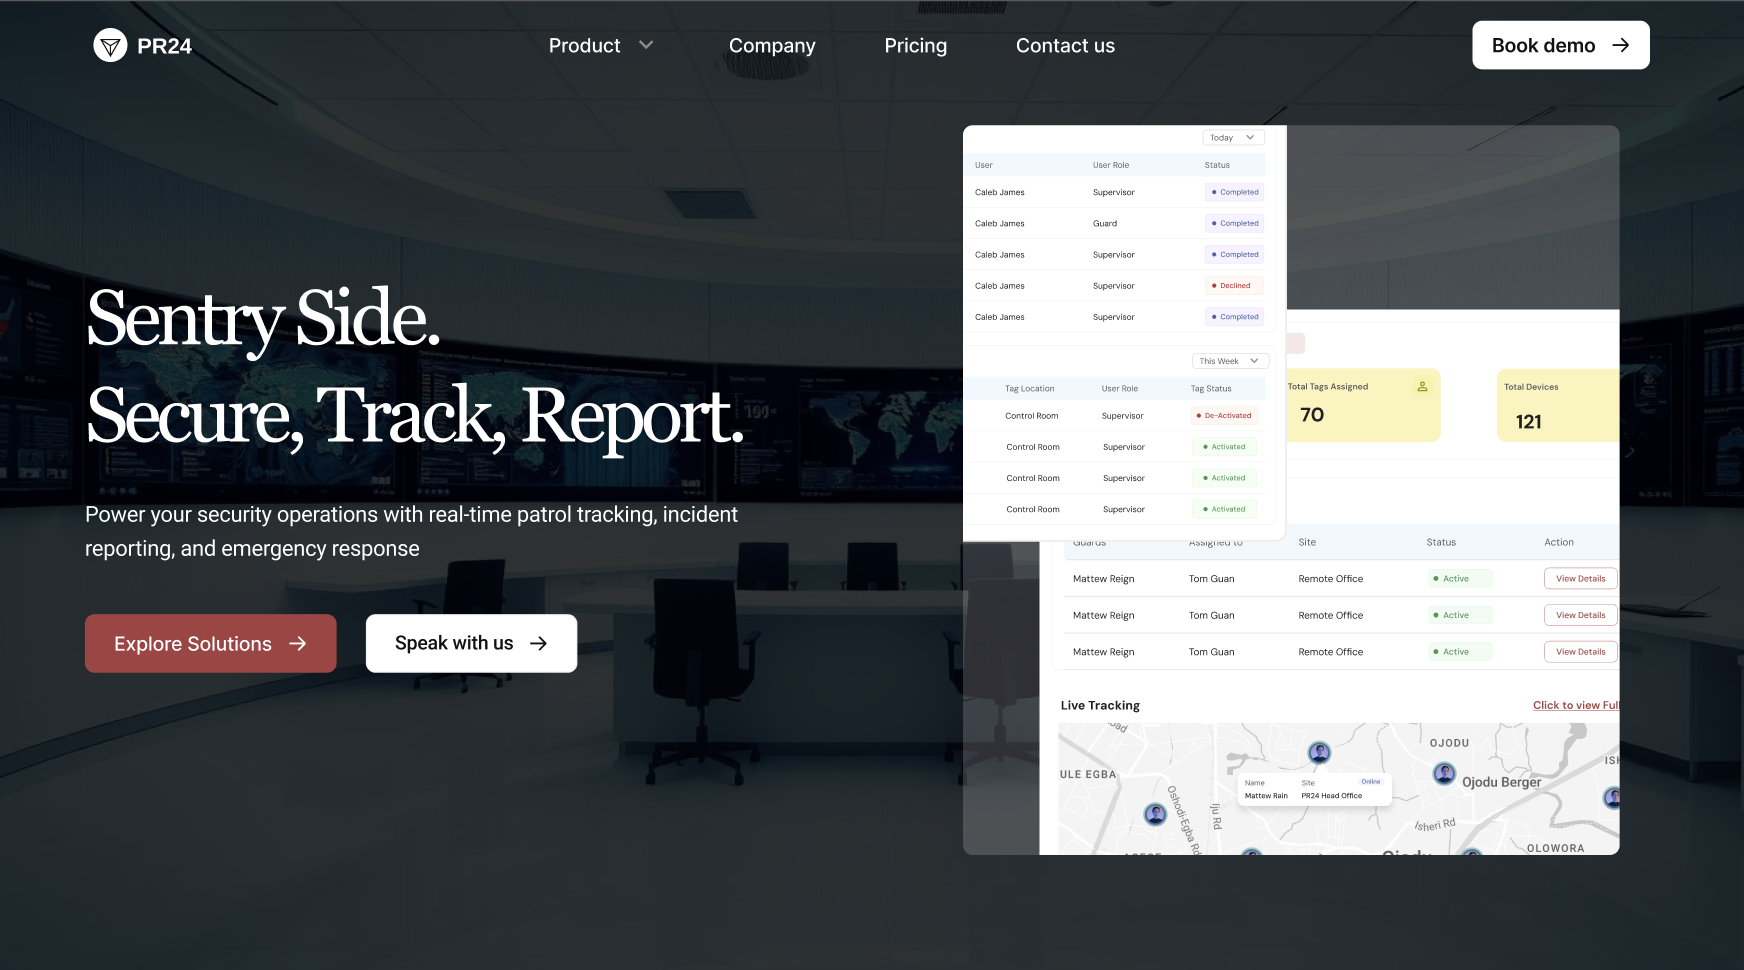 PR24
Product
Company
Pricing
Contact us
Book demo
Sentry Side.
Secure, Track, Report.
Power your security operations with real-time patrol tracking, incident
reporting, and emergency response
Explore Solutions
Speak with us
Today
User User Role Status
Caleb James Supervisor Completed
Caleb James Guard Completed
Caleb James Supervisor Completed
Caleb James Supervisor Declined
Caleb James Supervisor Completed
This Week
Tag Location User Role Tag Status
Control Room Supervisor De-Activated
Control Room Supervisor Activated
Control Room Supervisor Activated
Control Room Supervisor Activated
Total Tags Assigned
70
Total Devices
121
Guards Assigned to Site Status Action
Mattew Reign Tom Guan Remote Office Active View Details
Mattew Reign Tom Guan Remote Office Active View Details
Mattew Reign Tom Guan Remote Office Active View Details
Live Tracking
Click to view Full
OJODU
ULE EGBA
Ojodu Berger
Name Site Online
Mattew Rain PR24 Head Office
Oshodi-Egba Rd
Iju Rd
Isheri Rd
OLOWORA